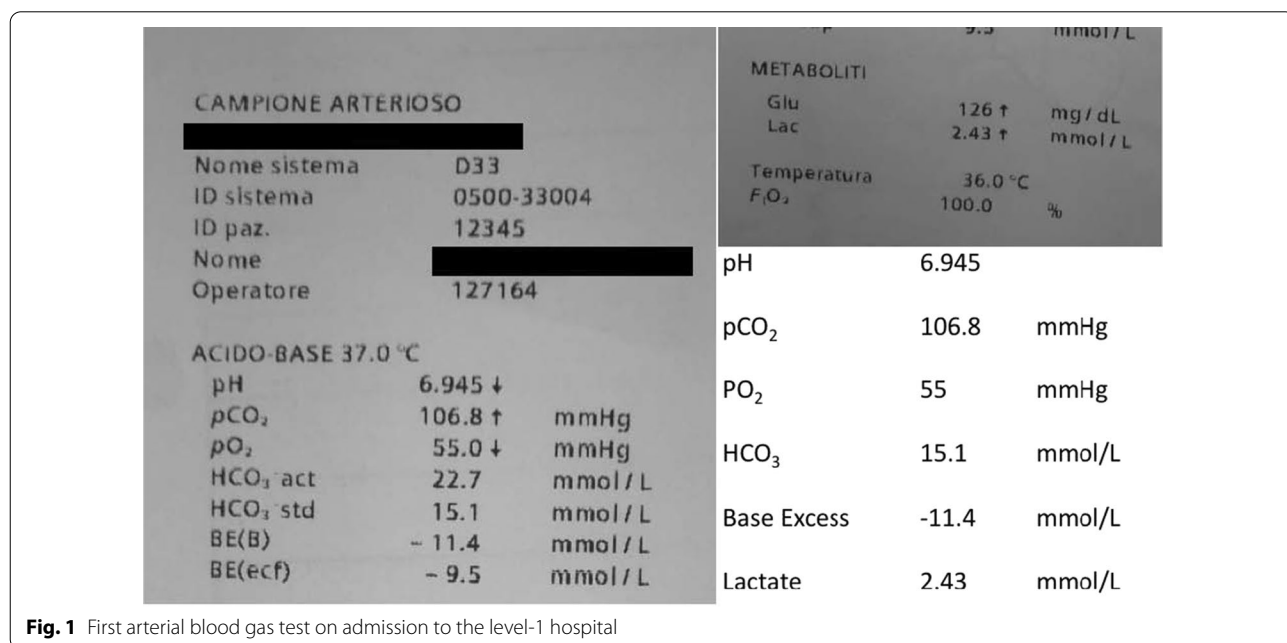 CAMPIONE ARTERIOSO
Nome sistema D33
ID sistema 0500-33004
ID paz. 12345
Nome
Operatore 127164
ACIDO-BASE 37.0 °C
pH 6.945 ↓
pCO₂ 106.8 ↑ mmHg
pO₂ 55.0 ↓ mmHg
HCO₃⁻act 22.7 mmol/L
HCO₃⁻std 15.1 mmol/L
BE(B) – 11.4 mmol/L
BE(ecf) – 9.5 mmol/L
9.5 mmol/L
METABOLITI
Glu 126 ↑ mg/dL
Lac 2.43 ↑ mmol/L
Temperatura 36.0 °C
FᵢO₂ 100.0 %
pH 6.945
pCO₂ 106.8 mmHg
PO₂ 55 mmHg
HCO₃ 15.1 mmol/L
Base Excess -11.4 mmol/L
Lactate 2.43 mmol/L
Fig. 1 First arterial blood gas test on admission to the level-1 hospital